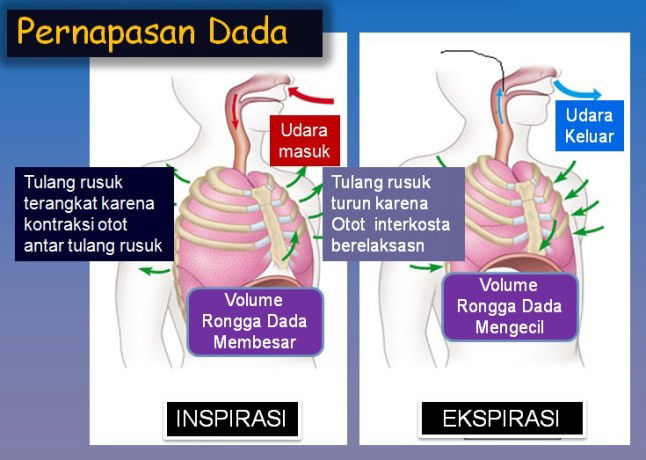 Pernapasan Dada
Udara
masuk
Tulang rusuk
terangkat karena
kontraksi otot
antar tulang rusuk
Volume
Rongga Dada
Membesar
INSPIRASI
Udara
Keluar
Tulang rusuk
turun karena
Otot interkosta
berelaksasn
Volume
Rongga Dada
Mengecil
EKSPIRASI